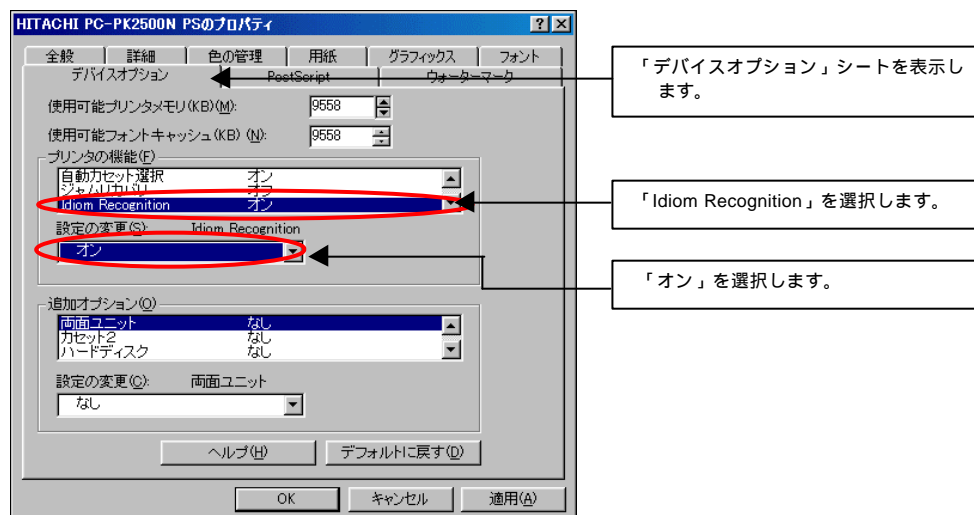 HITACHI PC-PK2500N PSのプロパティ
全般 詳細 色の管理 用紙 グラフィックス フォント
デバイスオプション PostScript ウォーターマーク
使用可能プリンタメモリ(KB)(M): 9558
使用可能フォントキャッシュ(KB) (N): 9558
プリンタの機能(F)
自動カセット選択 オン
ジャムリカバリ オフ
Idiom Recognition オン
設定の変更(S): Idiom Recognition
オン
追加オプション(O)
両面ユニット なし
カセット2 なし
ハードディスク なし
設定の変更(C): 両面ユニット
なし
ヘルプ(H) デフォルトに戻す(D)
OK キャンセル 適用(A)
「デバイスオプション」シートを表示し
ます。
「Idiom Recognition」を選択します。
「オン」を選択します。